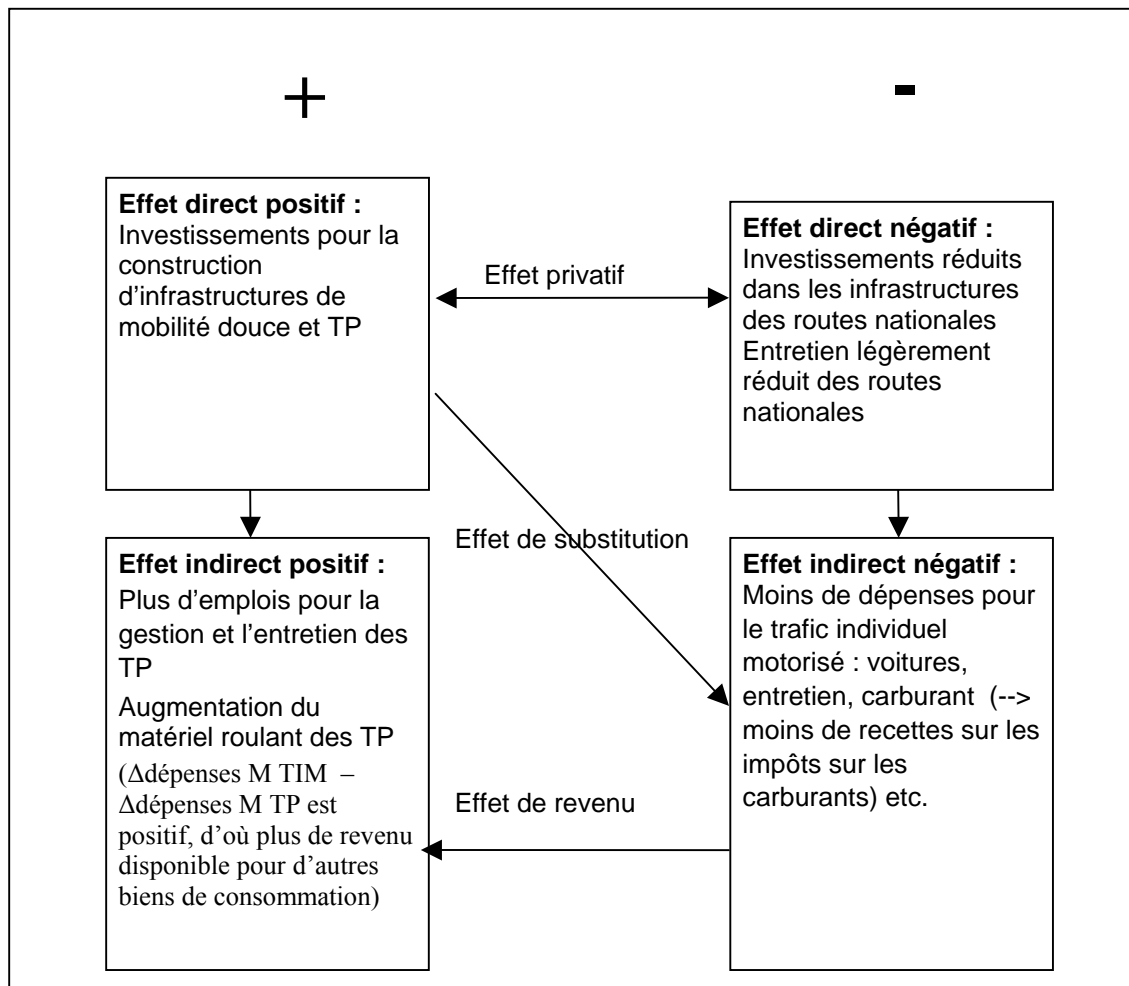 +
-
Effet direct positif :
Investissements pour la
construction
d’infrastructures de
mobilité douce et TP
Effet privatif
Effet direct négatif :
Investissements réduits
dans les infrastructures
des routes nationales
Entretien légèrement
réduit des routes
nationales
Effet de substitution
Effet indirect positif :
Plus d’emplois pour la
gestion et l’entretien des
TP
Augmentation du
matériel roulant des TP
(Δdépenses M TIM –
Δdépenses M TP est
positif, d’où plus de revenu
disponible pour d’autres
biens de consommation)
Effet de revenu
Effet indirect négatif :
Moins de dépenses pour
le trafic individuel
motorisé : voitures,
entretien, carburant (-->
moins de recettes sur les
impôts sur les
carburants) etc.